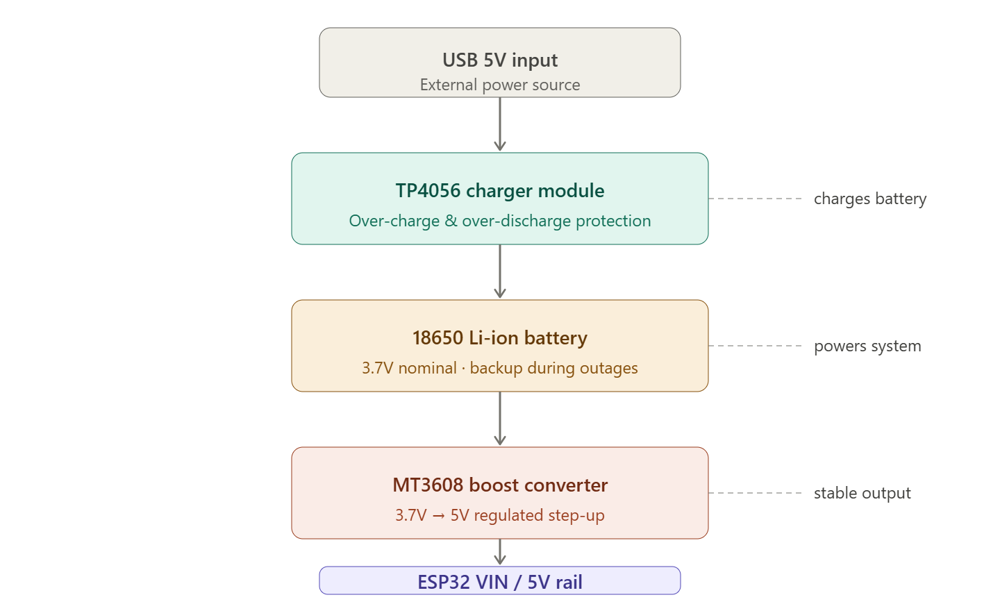 USB 5V input
External power source
TP4056 charger module
Over-charge & over-discharge protection
charges battery
18650 Li-ion battery
3.7V nominal · backup during outages
powers system
MT3608 boost converter
3.7V → 5V regulated step-up
stable output
ESP32 VIN / 5V rail